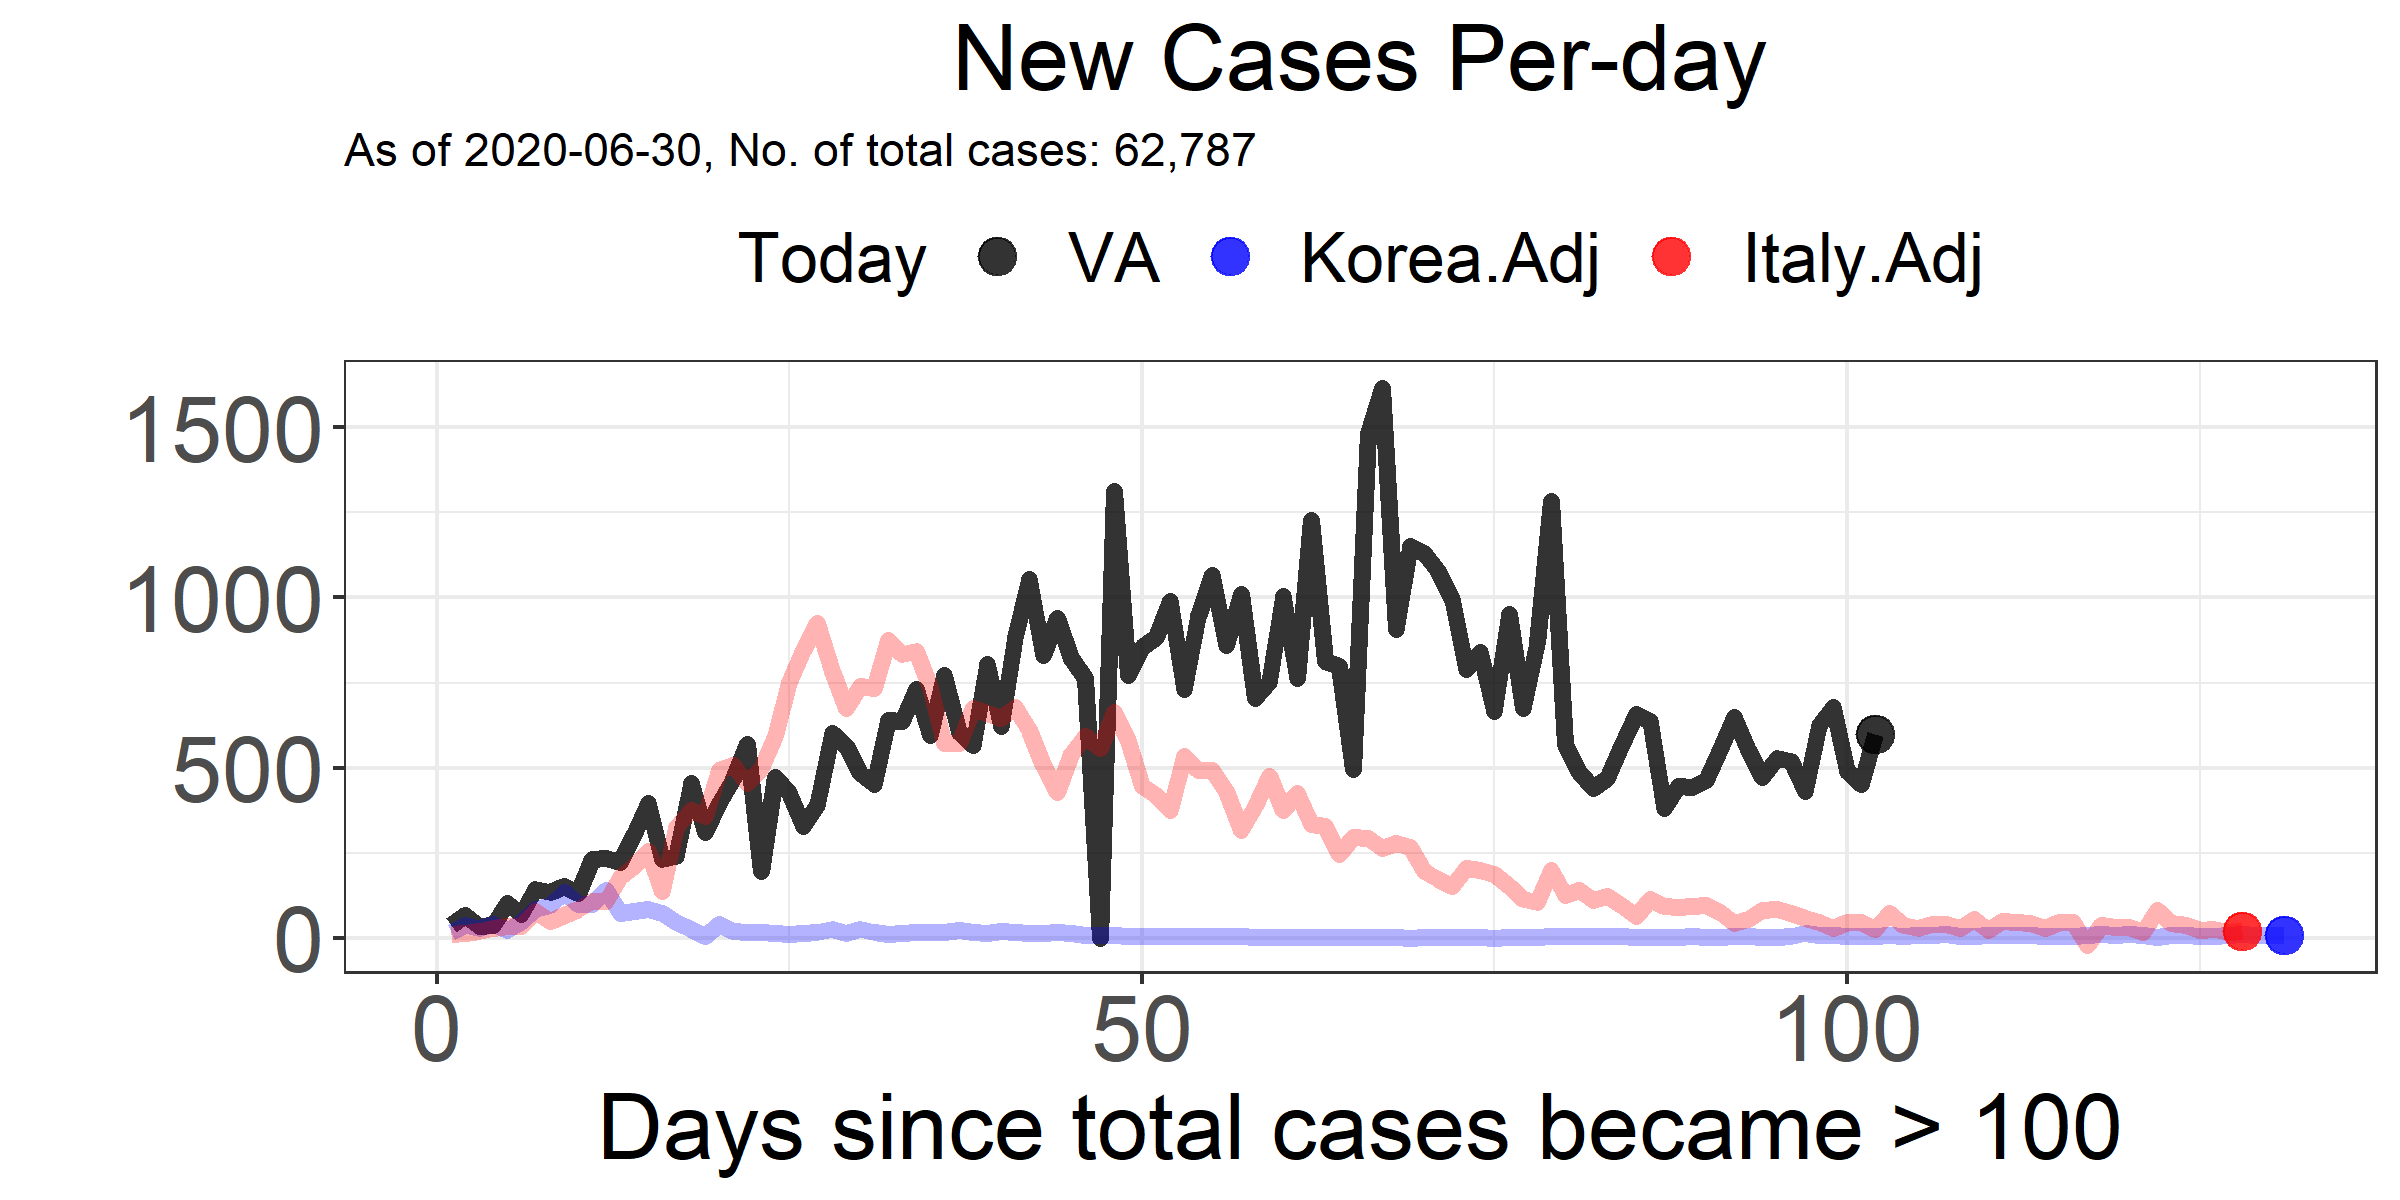 New Cases Per-day
As of 2020-06-30, No. of total cases: 62,787
Today VA Korea.Adj Italy.Adj
1500
1000
500
0
0 50 100
Days since total cases became > 100